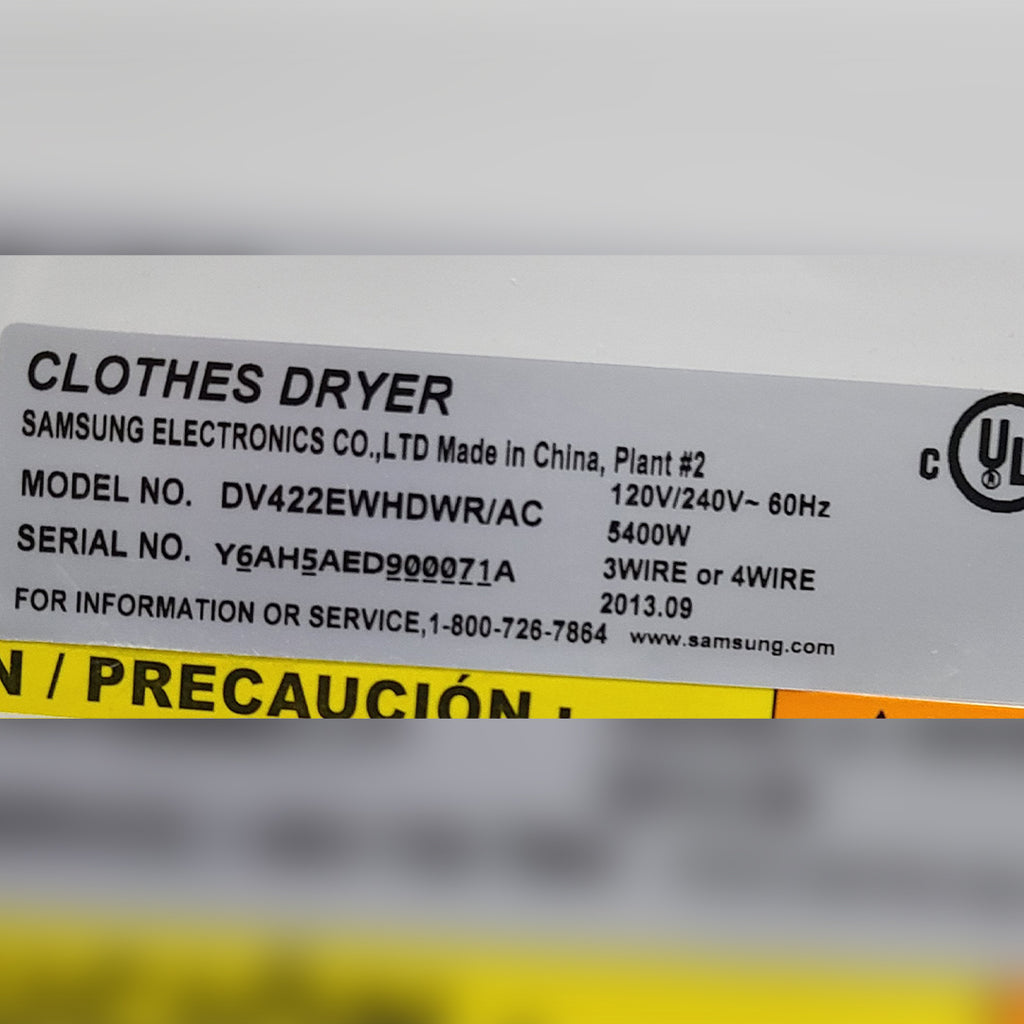 CLOTHES DRYER
SAMSUNG ELECTRONICS CO.,LTD Made in China, Plant #2
MODEL NO. DV422EWHDWR/AC 120V/240V~ 60Hz
5400W
SERIAL NO. Y6AH5AED900071A 3WIRE or 4WIRE
2013.09
FOR INFORMATION OR SERVICE,1-800-726-7864 www.samsung.com
C UL ®
N / PRECAUCIÓN :